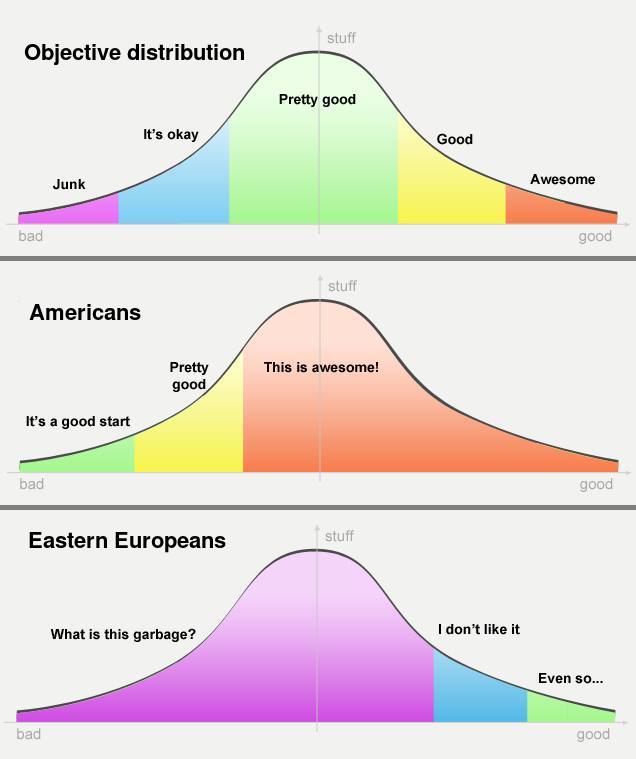 stuff
Objective distribution
Pretty good
It's okay
Good
Junk
Awesome
bad
good
stuff
Americans
Pretty
good
This is awesome!
It's a good start
bad
good
stuff
Eastern Europeans
What is this garbage?
I don't like it
Even so...
bad
good